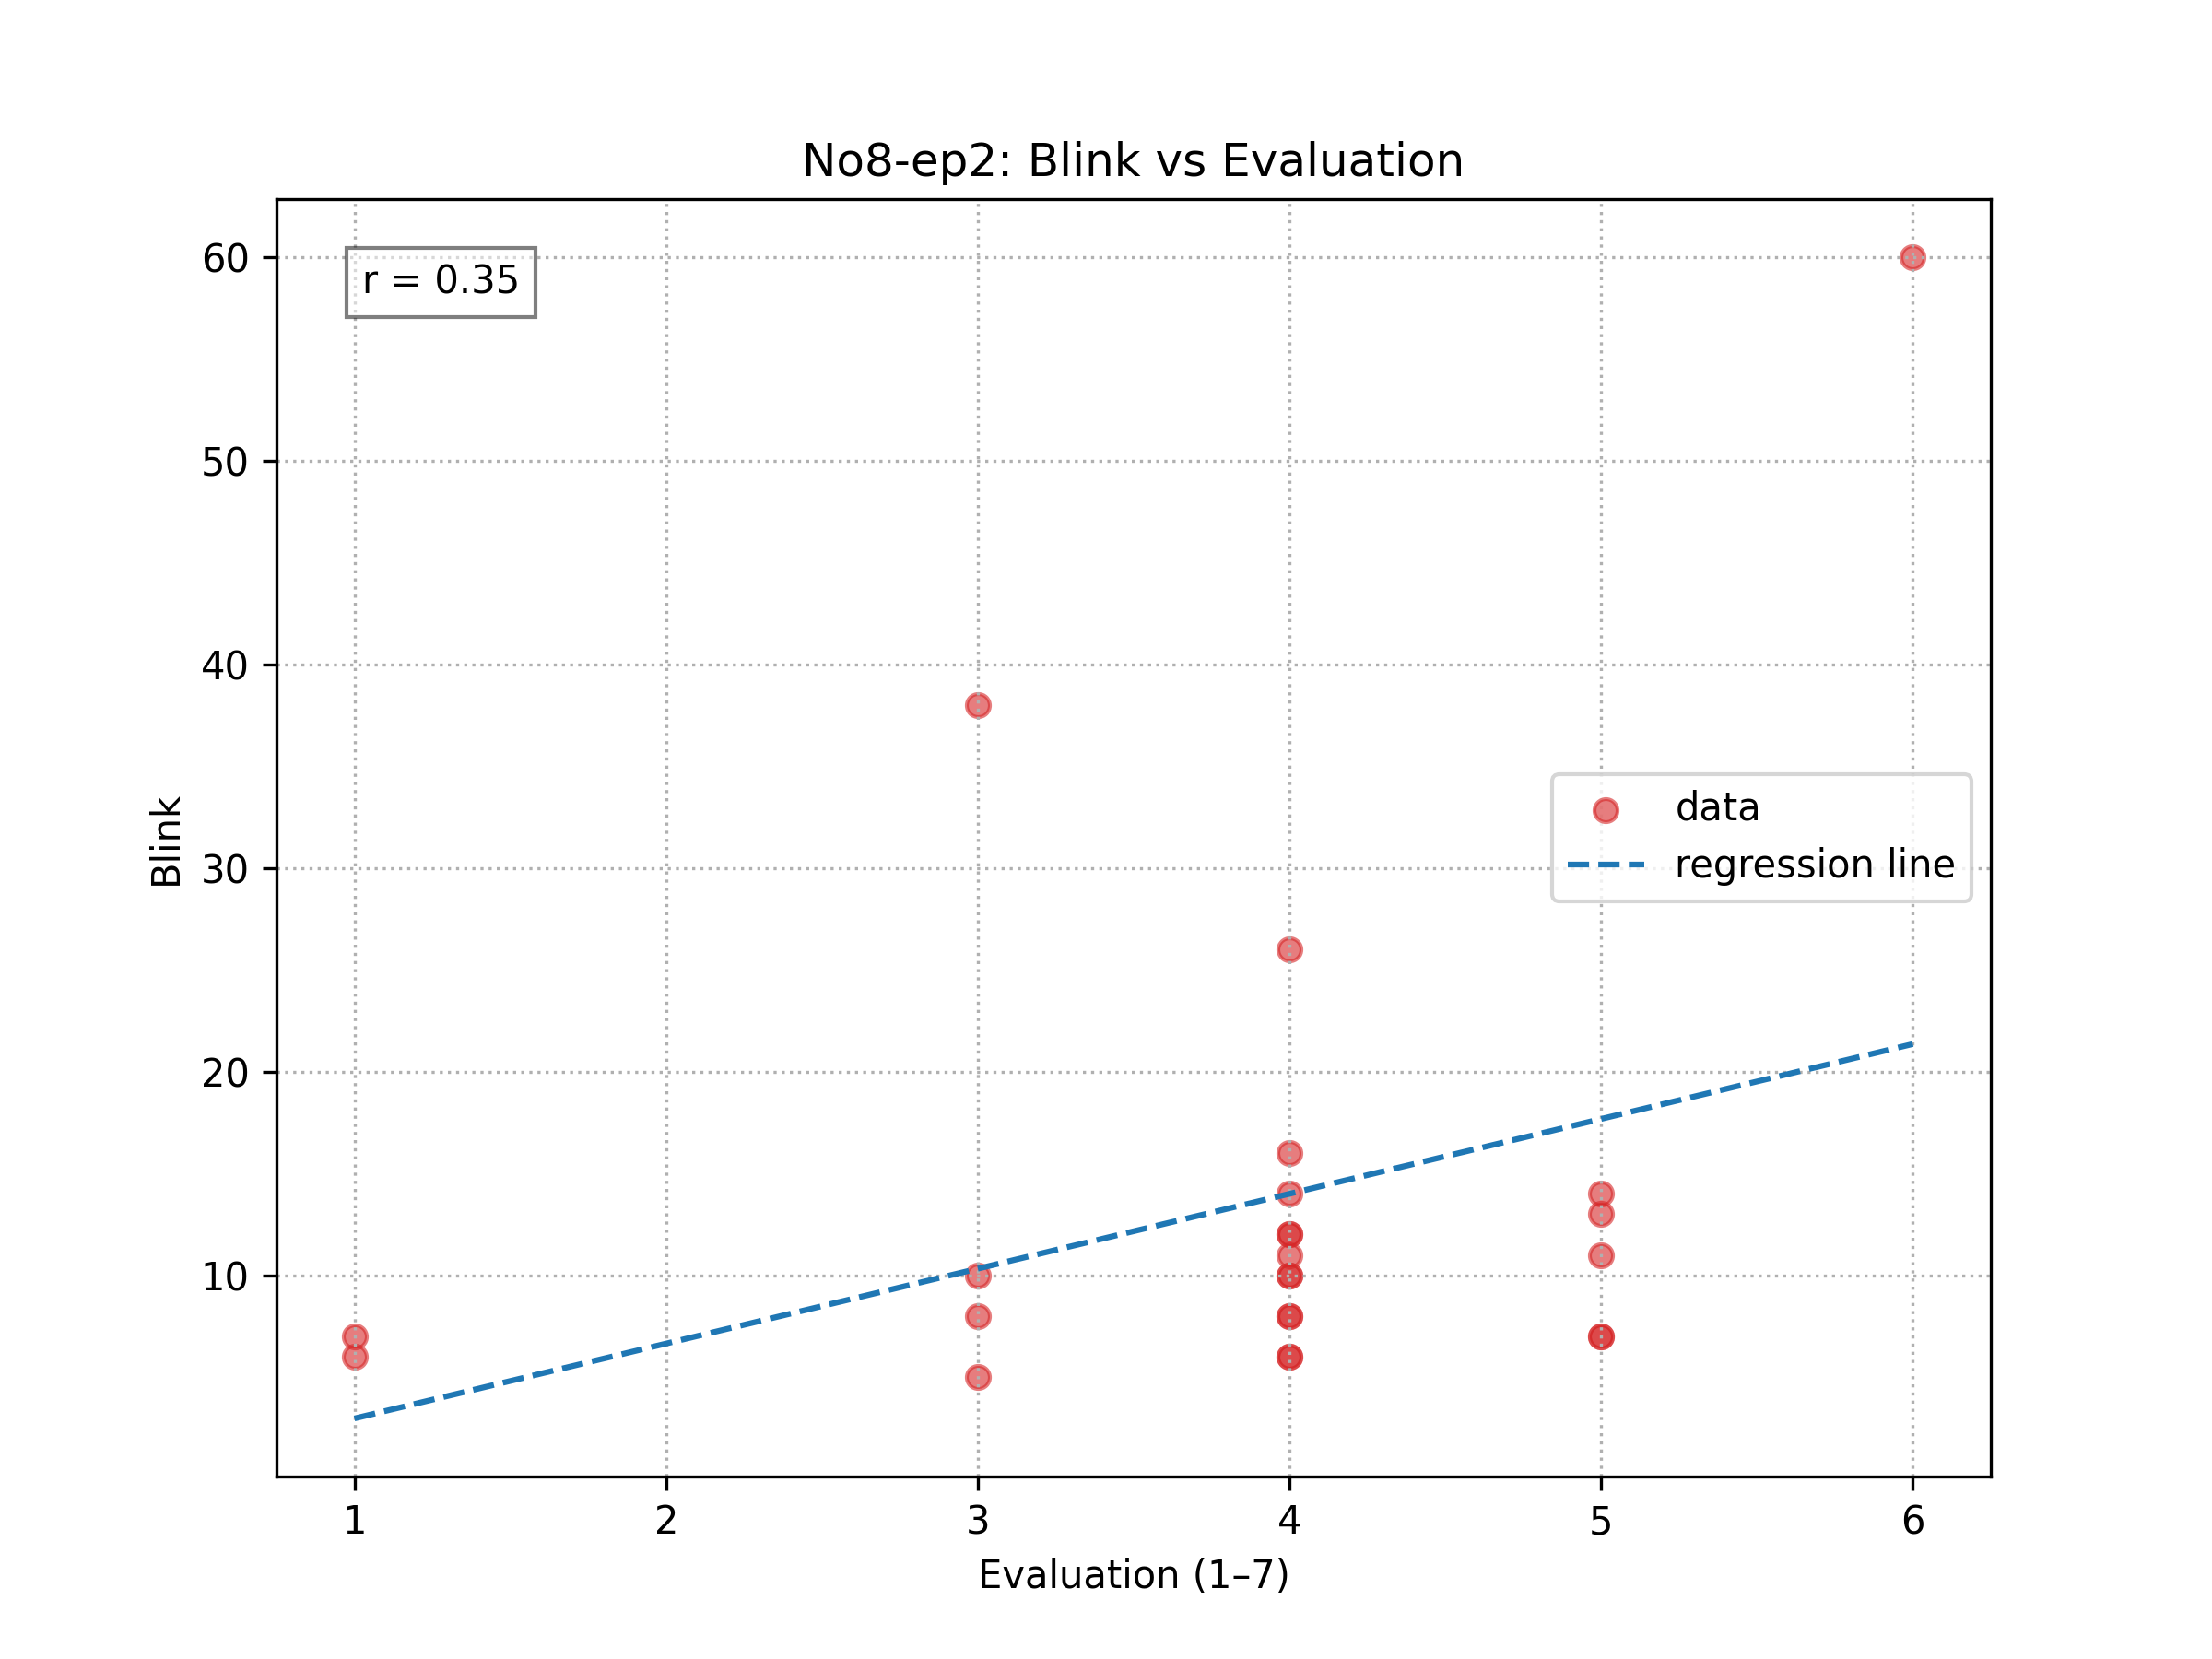 No8-ep2: Blink vs Evaluation
r = 0.35
60
50
40
30
20
10
Blink
data
regression line
1 2 3 4 5 6
Evaluation (1–7)